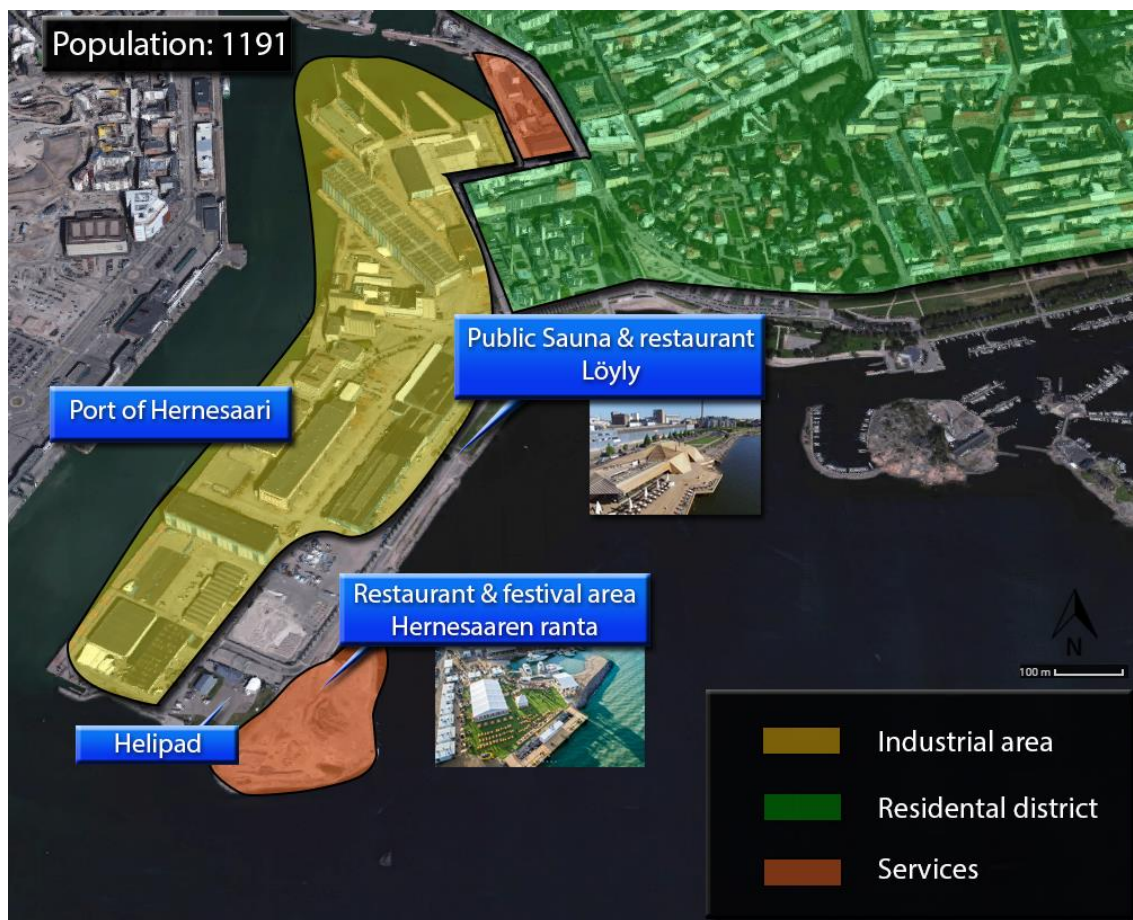 Population: 1191
Public Sauna & restaurant
Löyly
Port of Hernesaari
Restaurant & festival area
Hernesaaren ranta
Helipad
N
100 m
Industrial area
Residental district
Services